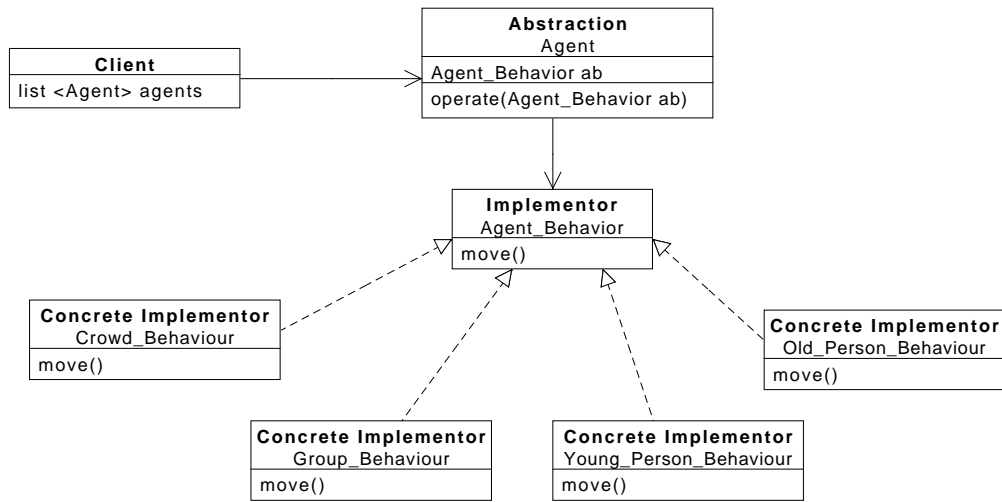 Abstraction
Agent
Agent_Behavior ab
operate(Agent_Behavior ab)
Client
list <Agent> agents
Implementor
Agent_Behavior
move()
Concrete Implementor
Crowd_Behaviour
move()
Concrete Implementor
Old_Person_Behaviour
move()
Concrete Implementor
Group_Behaviour
move()
Concrete Implementor
Young_Person_Behaviour
move()